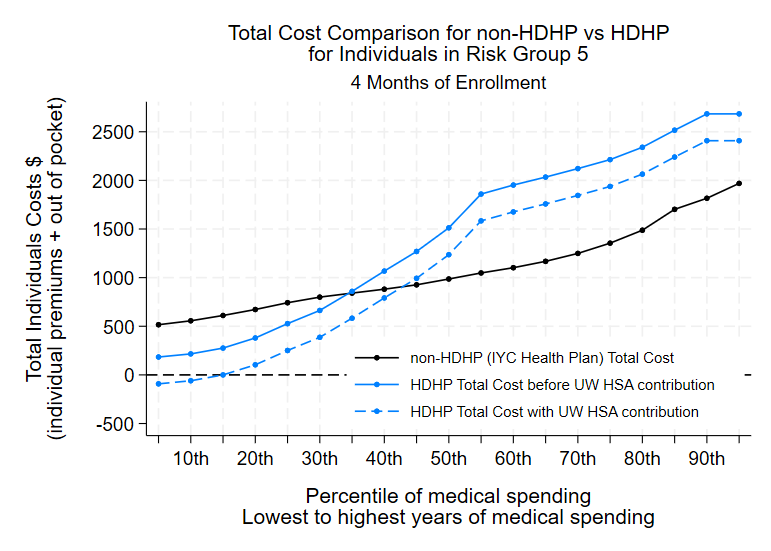 Total Cost Comparison for non-HDHP vs HDHP
for Individuals in Risk Group 5
4 Months of Enrollment
Total Individuals Costs $
(individual premiums + out of pocket)
2500
2000
1500
1000
500
0
-500
non-HDHP (IYC Health Plan) Total Cost
HDHP Total Cost before UW HSA contribution
HDHP Total Cost with UW HSA contribution
10th 20th 30th 40th 50th 60th 70th 80th 90th
Percentile of medical spending
Lowest to highest years of medical spending